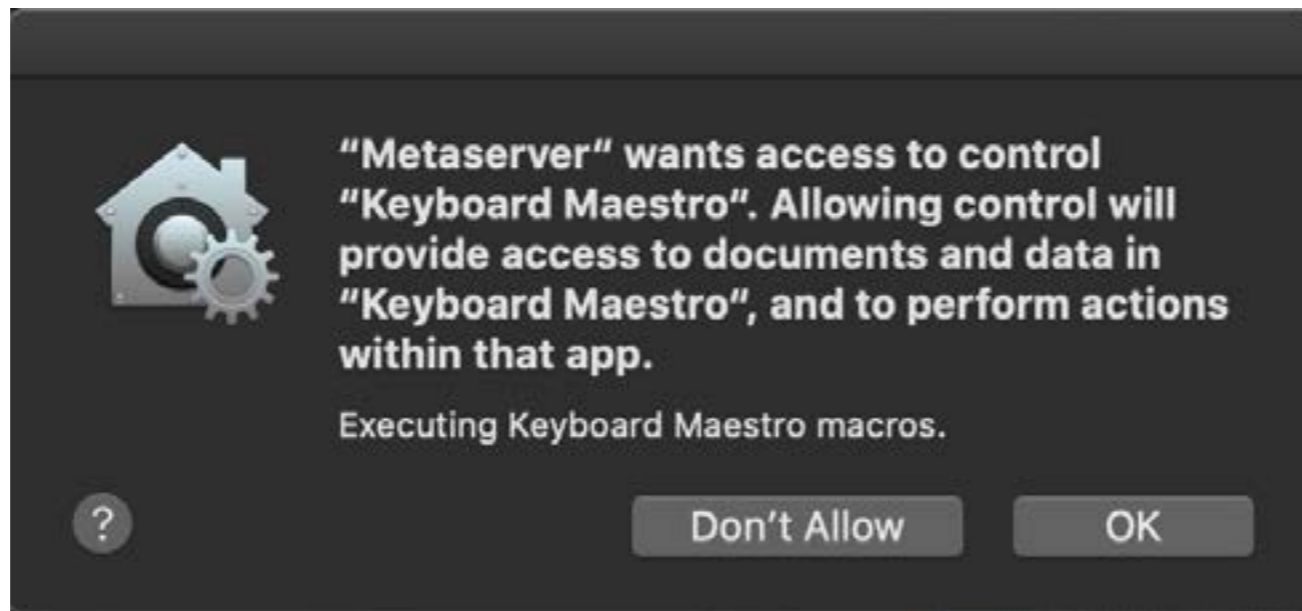 “Metaserver“ wants access to control
“Keyboard Maestro“. Allowing control will
provide access to documents and data in
“Keyboard Maestro“, and to perform actions
within that app.
Executing Keyboard Maestro macros.
?
Don’t Allow
OK